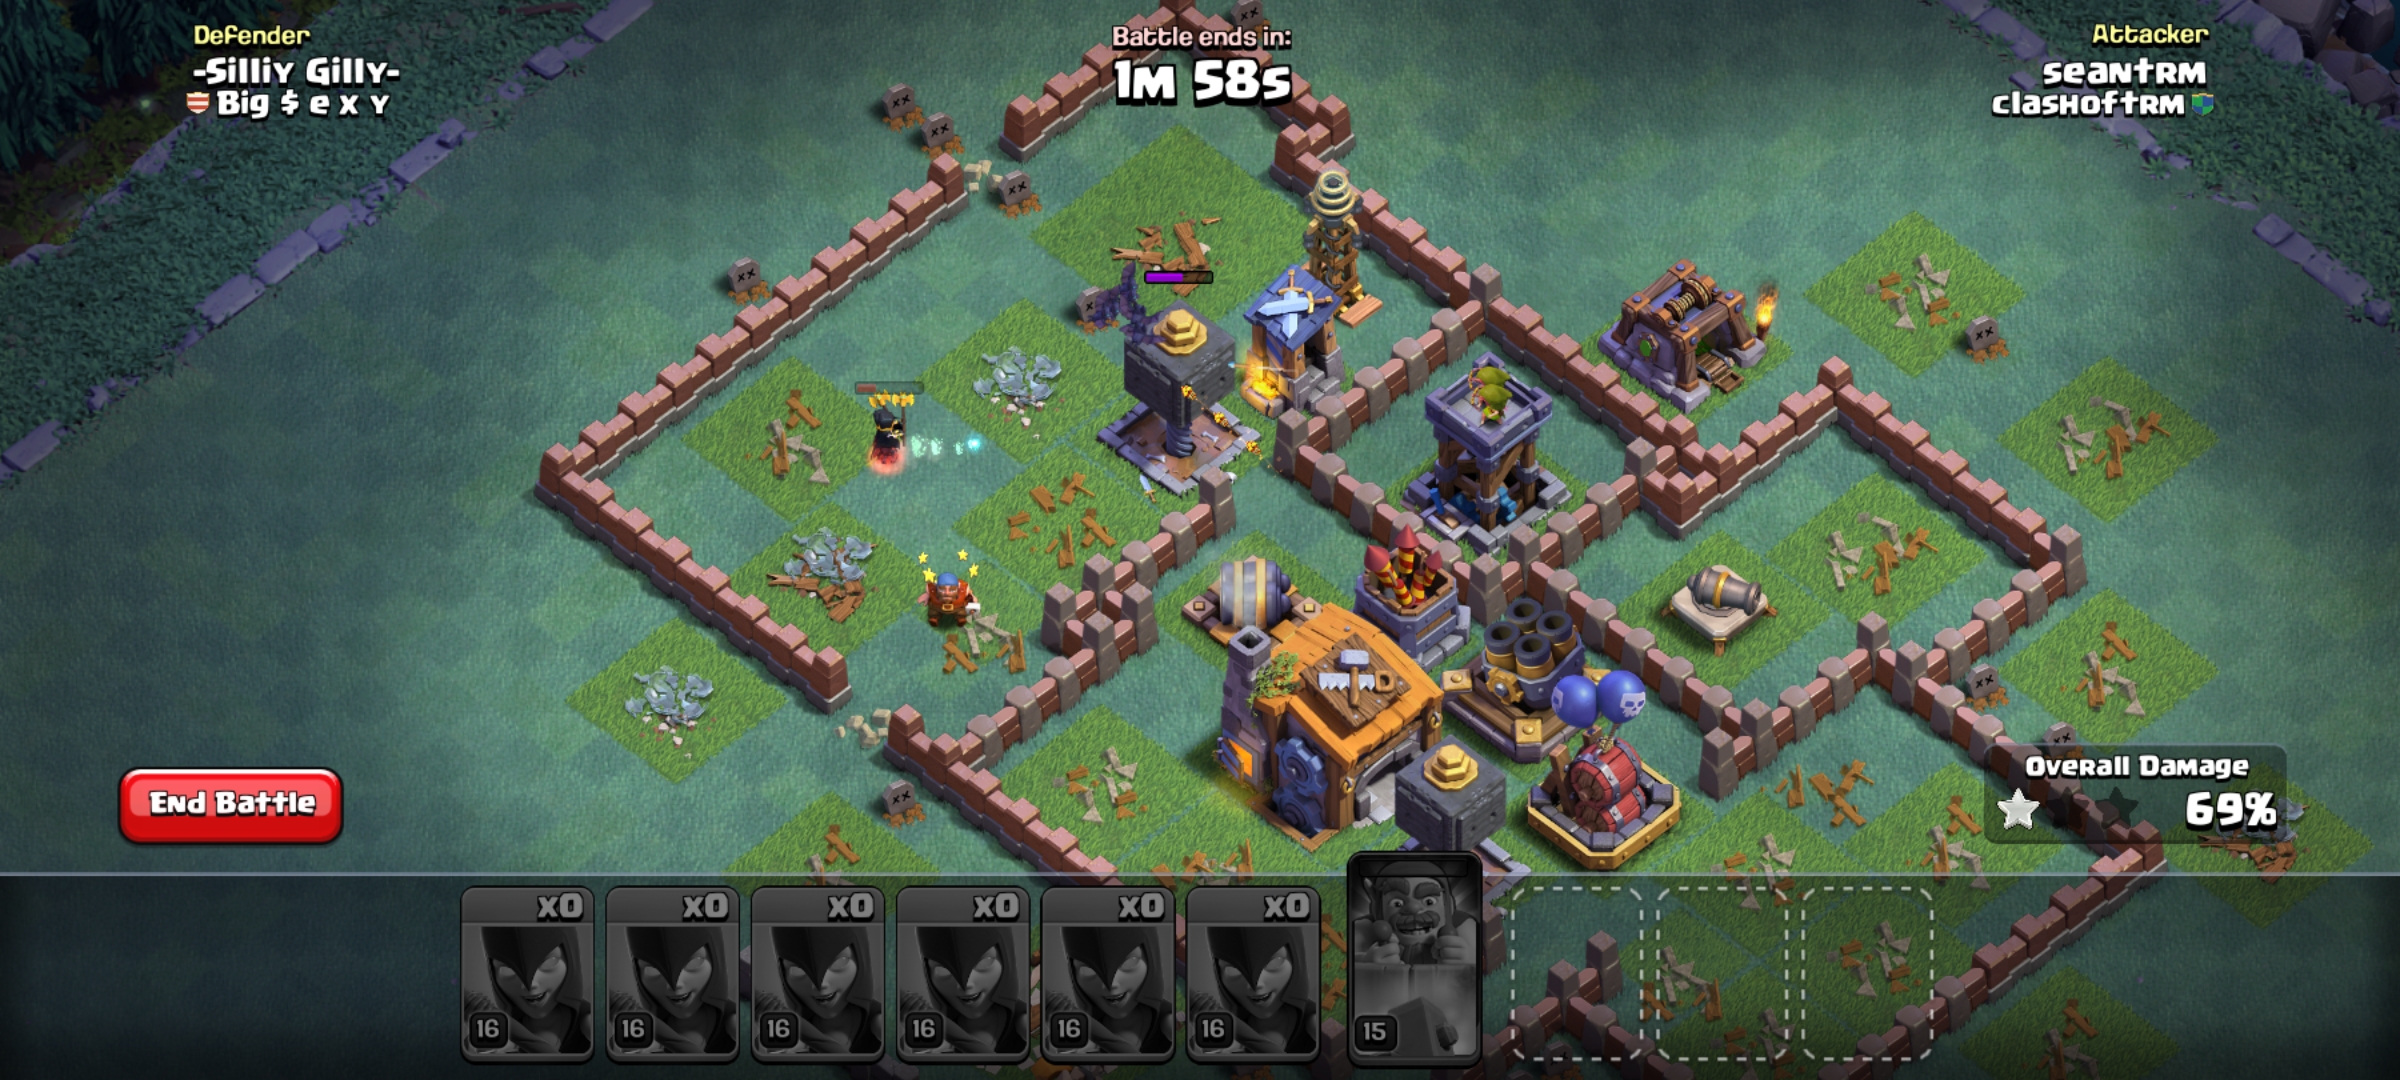 Defender
-Silliy Gilly-
Big $ e x y
Battle ends in:
1M 58s
Attacker
seantrm
clashoftrm
End Battle
Overall Damage
69%
x0
x0
x0
x0
x0
x0
16
16
16
16
16
16
15